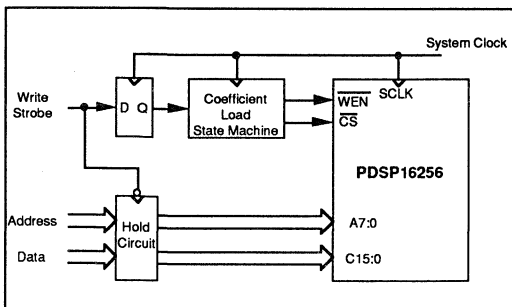 System Clock
Write
Strobe
D Q
Coefficient
Load
State Machine
WEN
SCLK
CS
PDSP16256
Address
Data
Hold
Circuit
A7:0
C15:0